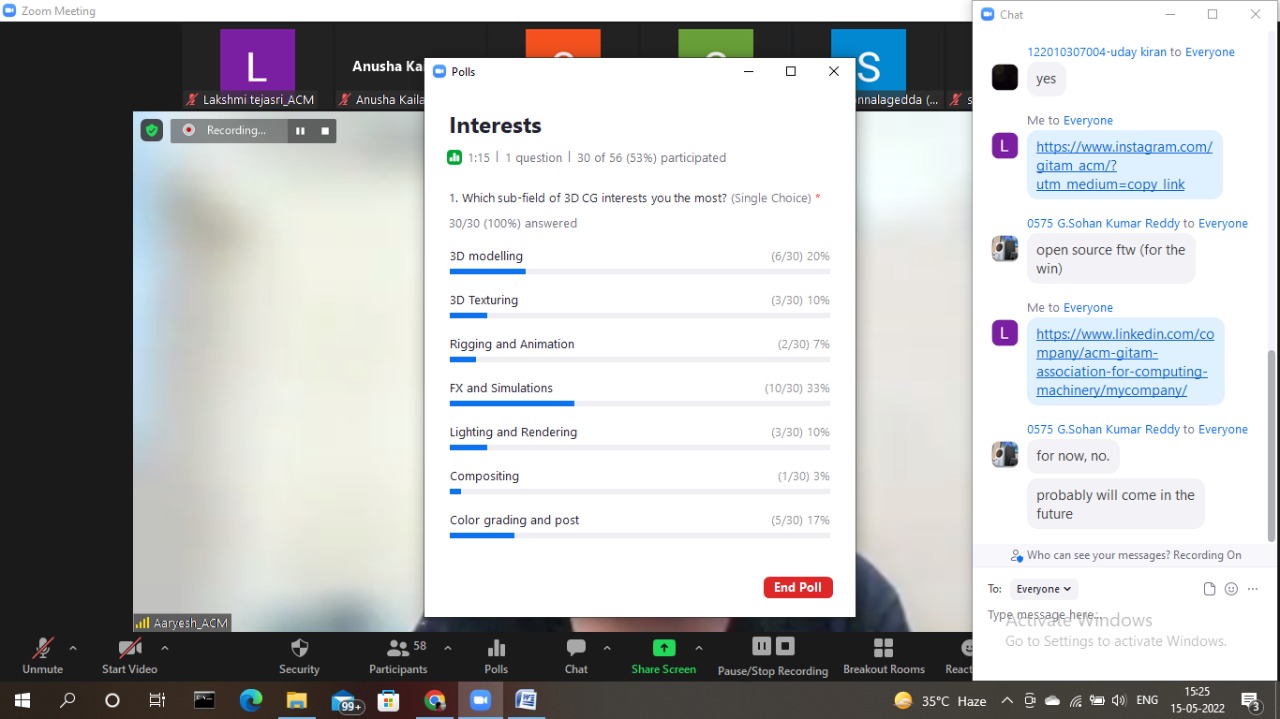 Zoom Meeting
L
Anusha Kai
S
Lakshmi tejasri_ACM
Anusha Kaila
nnalagedda (...
s
Recording...
Polls
Interests
1:15 | 1 question | 30 of 56 (53%) participated
1. Which sub-field of 3D CG interests you the most? (Single Choice) *
30/30 (100%) answered
3D modelling (6/30) 20%
3D Texturing (3/30) 10%
Rigging and Animation (2/30) 7%
FX and Simulations (10/30) 33%
Lighting and Rendering (3/30) 10%
Compositing (1/30) 3%
Color grading and post (5/30) 17%
End Poll
Aaryesh_ACM
Chat
122010307004-uday kiran to Everyone
yes
Me to Everyone
L
https://www.instagram.com/
gitam_acm/?
utm_medium=copy_link
0575 G.Sohan Kumar Reddy to Everyone
open source ftw (for the
win)
Me to Everyone
L
https://www.linkedin.com/co
mpany/acm-gitam-
association-for-computing-
machinery/mycompany/
0575 G.Sohan Kumar Reddy to Everyone
for now, no.
probably will come in the
future
Who can see your messages? Recording On
To: Everyone
Type message here...
Activate Windows
Go to Settings to activate Windows.
58
Unmute
Start Video
Security
Participants
Polls
Chat
Share Screen
Pause/Stop Recording
Breakout Rooms
React
99+
35°C Haze
ENG
15:25
15-05-2022
3